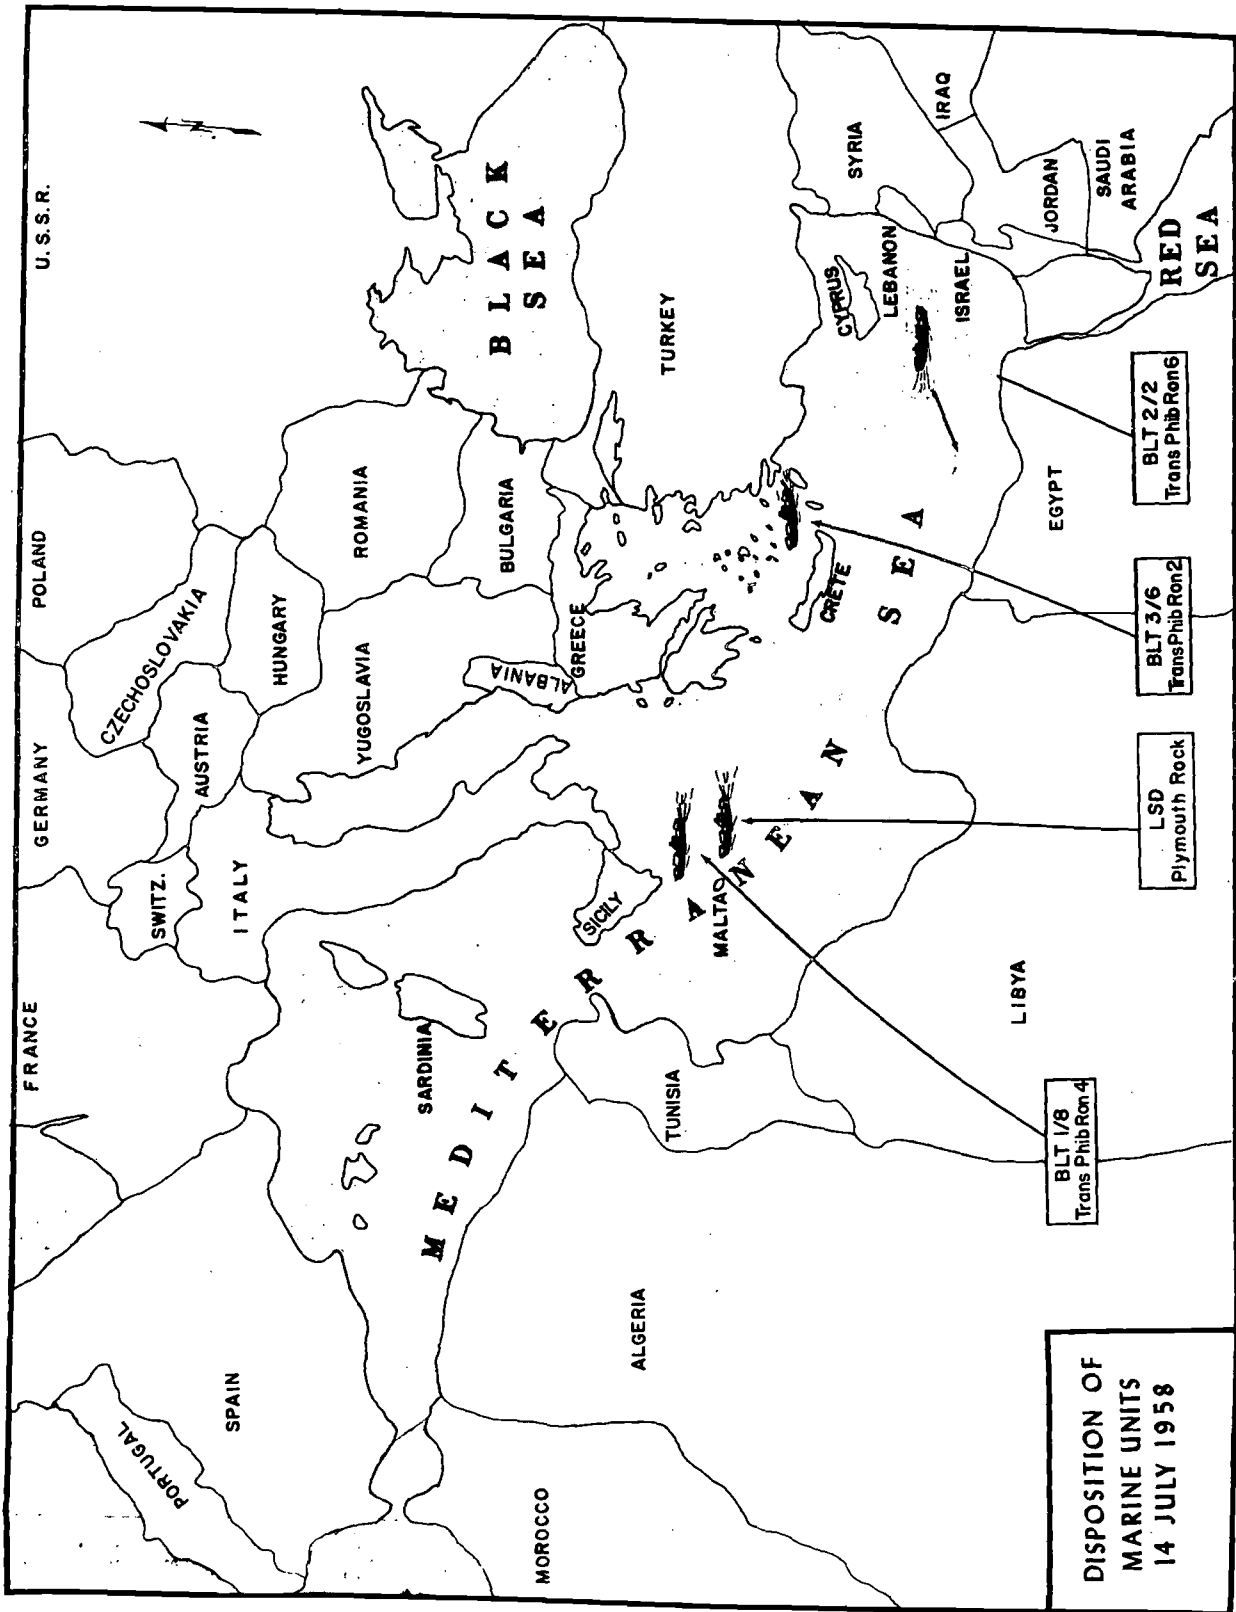 U.S.S.R.
POLAND
GERMANY
FRANCE
CZECHOSLOVAKIA
AUSTRIA
SWITZ.
HUNGARY
ROMANIA
BLACK
SEA
ITALY
YUGOSLAVIA
BULGARIA
ALBANIA
GREECE
TURKEY
PORTUGAL
SPAIN
SARDINIA
SICILY
MALTA
CRETE
CYPRUS
SYRIA
IRAQ
LEBANON
ISRAEL
JORDAN
SAUDI
ARABIA
RED
SEA
MEDITERRANEAN
SEA
MOROCCO
ALGERIA
TUNISIA
LIBYA
EGYPT
N
BLT 1/8
Trans Phib Ron 4
LSD
Plymouth Rock
BLT 3/6
Trans Phib Ron 2
BLT 2/2
Trans Phib Ron 6
DISPOSITION OF
MARINE UNITS
14 JULY 1958